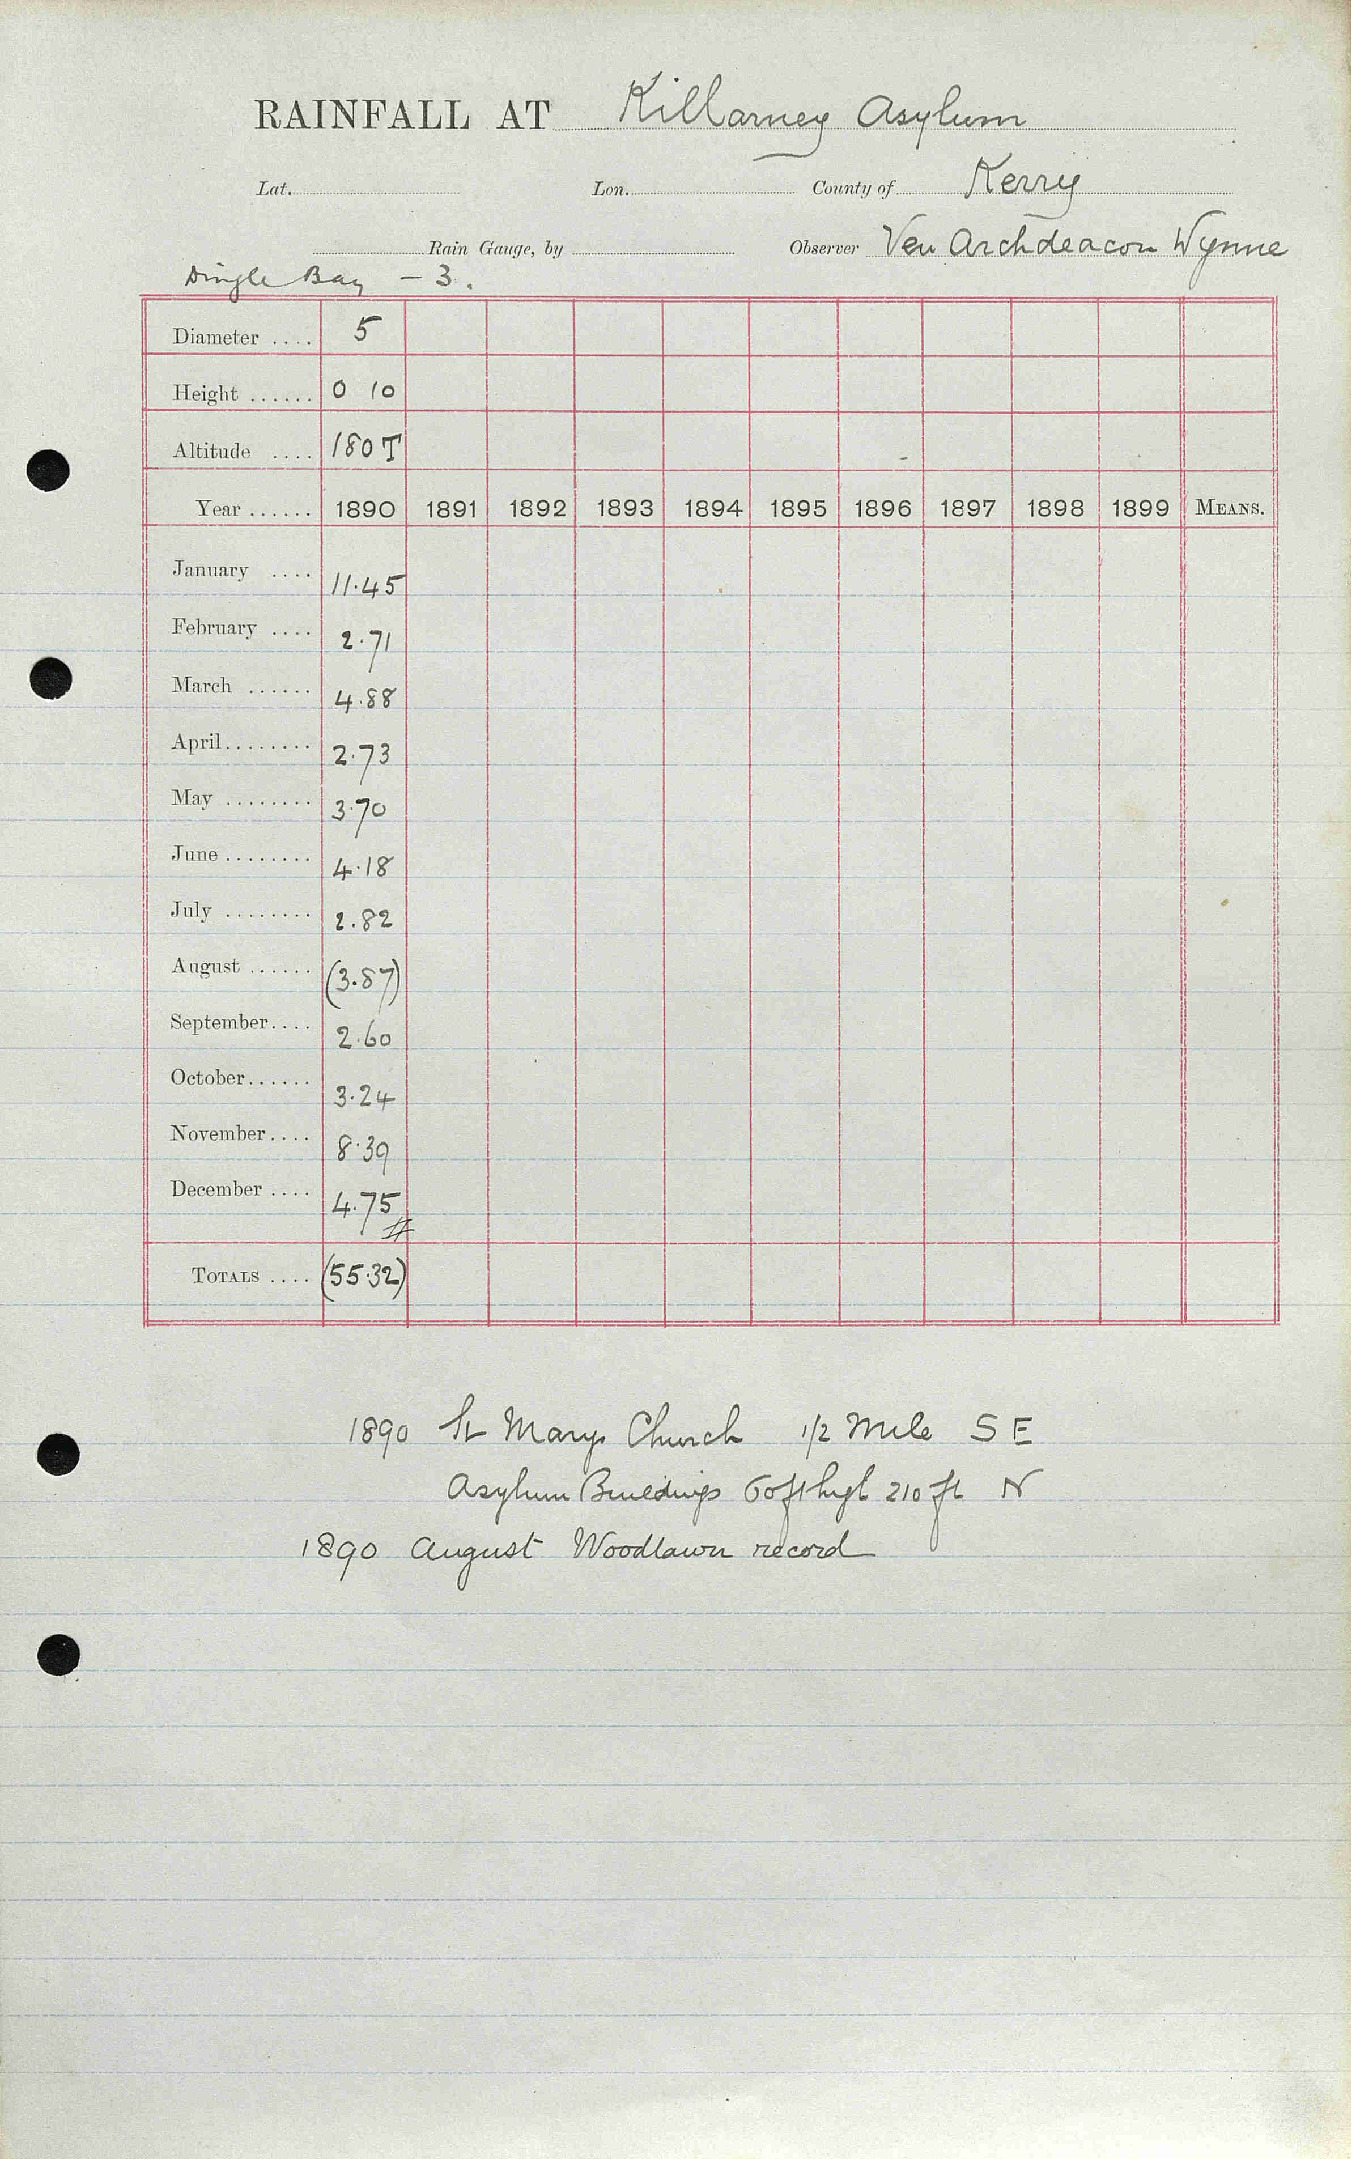 RAINFALL AT Killarney Asylum
Lat. Lon. County of Kerry
Rain Gauge, by Observer Ven Archdeacon Wynne
Dingle Bay - 3.
Diameter .... 5
Height ...... 0 10
Altitude .... 180 T
Year ...... 1890 1891 1892 1893 1894 1895 1896 1897 1898 1899 MEANS.
January .... 11.45
February .... 2.71
March ...... 4.88
April........ 2.73
May ........ 3.70
June ........ 4.18
July ........ 2.82
August ...... (3.87)
September.... 2.60
October...... 3.24
November.... 8.39
December .... 4.75
#
TOTALS .... (55.32)
1890 St Marys Church 1/2 mile S E
Asylum Buildings 60 ft high 210 ft N
1890 August Woodlawn record